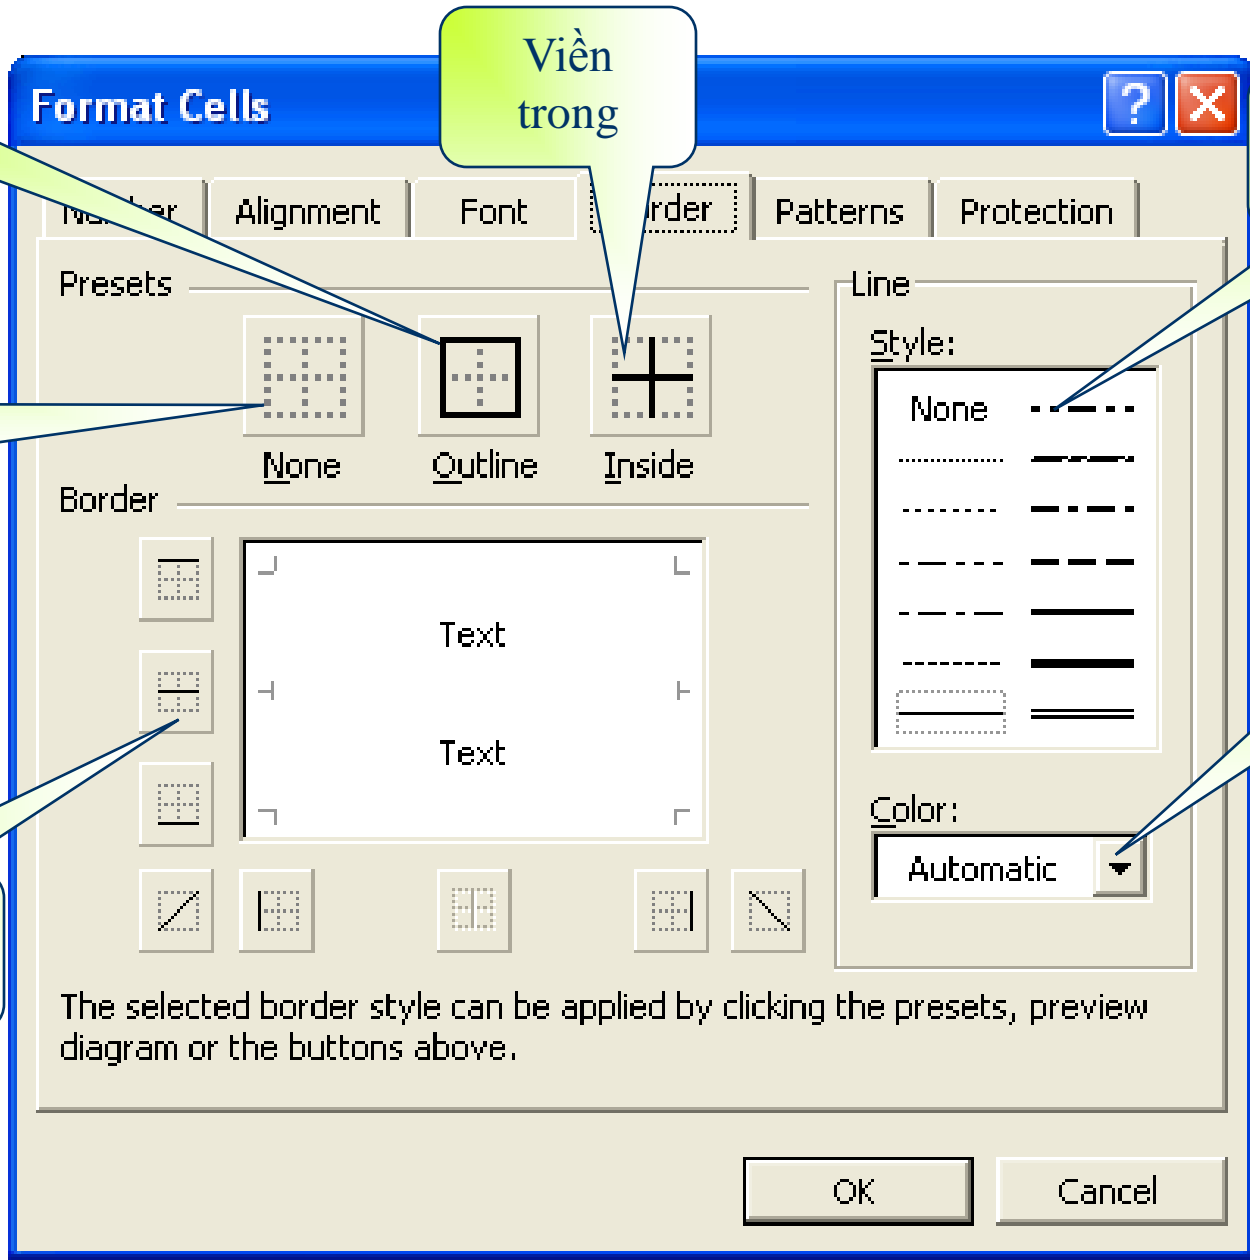 Viền
trong
Format Cells
Alignment
Font
Patterns
Protection
Presets
Line
Style:
None
None
Outline
Inside
Border
Text
Text
Color:
Automatic
The selected border style can be applied by clicking the presets, preview
diagram or the buttons above.
OK
Cancel